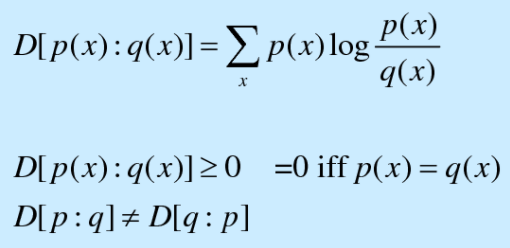 D[p(x):q(x)] = ∑ₓ p(x) log p(x)/q(x)
D[p(x):q(x)] ≥ 0 =0 iff p(x) = q(x)
D[p:q] ≠ D[q:p]